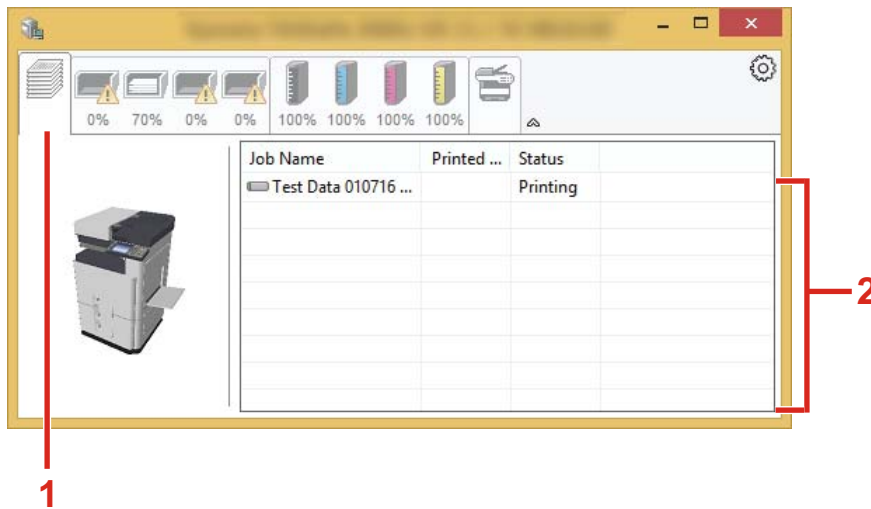 0% 70% 0% 0% 100% 100% 100% 100%
Job Name Printed ... Status
Test Data 010716 ... Printing
2
1